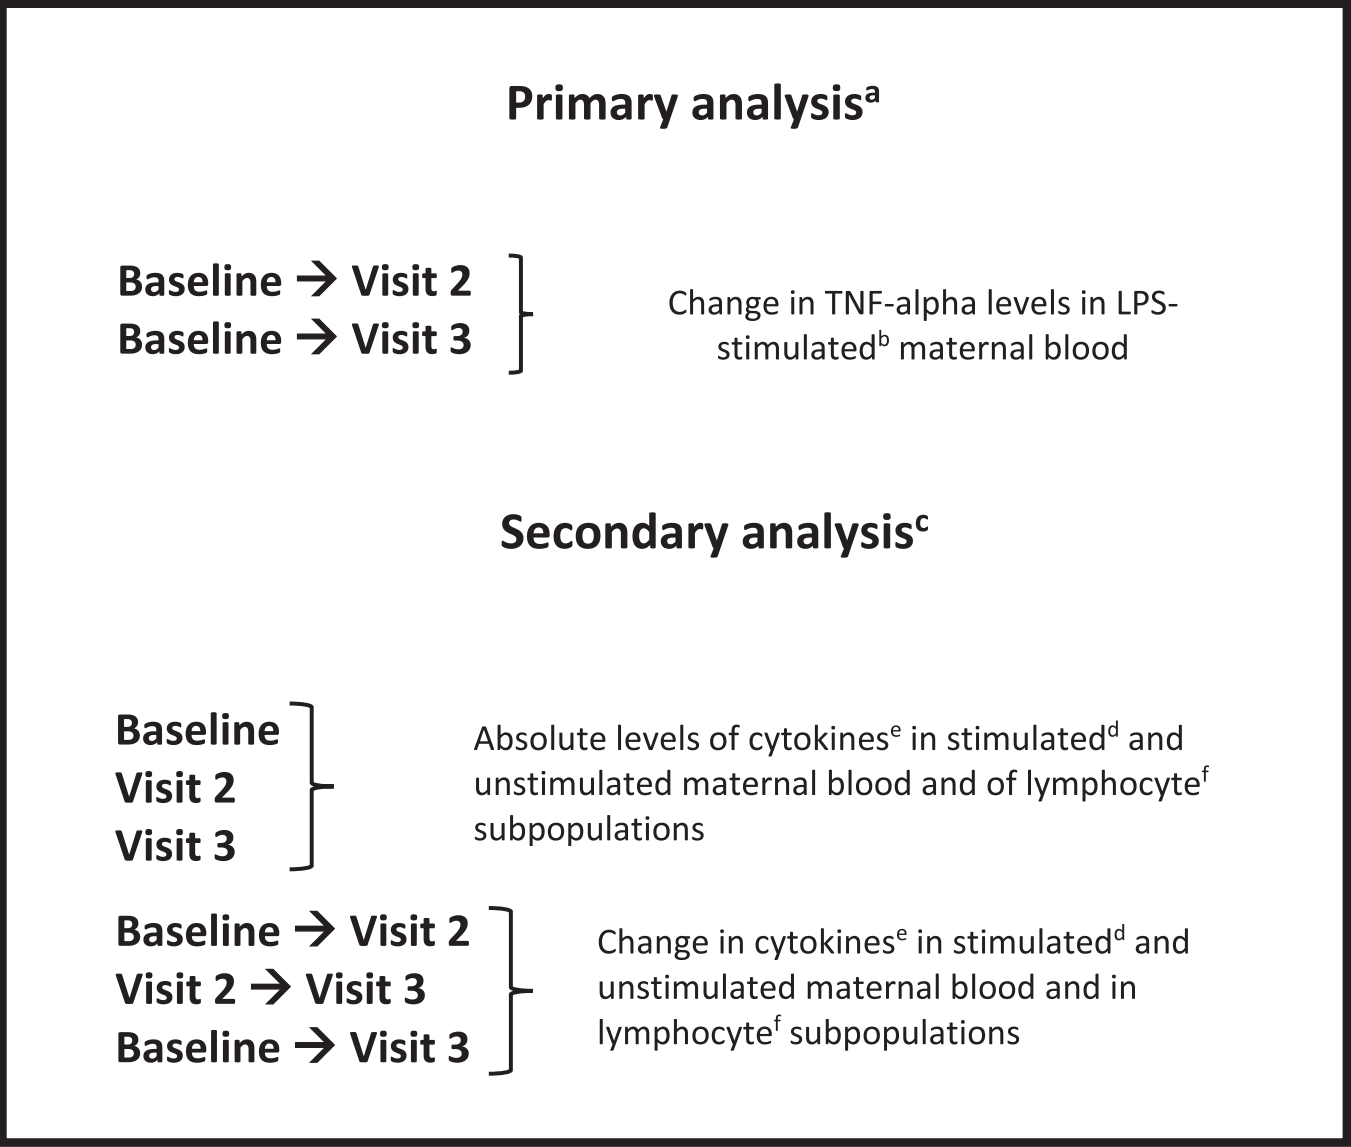 Primary analysisᵃ
Baseline → Visit 2
Baseline → Visit 3
Change in TNF-alpha levels in LPS-
stimulatedᵇ maternal blood
Secondary analysisᶜ
Baseline
Visit 2
Visit 3
Absolute levels of cytokinesᵉ in stimulatedᵈ and
unstimulated maternal blood and of lymphocyteᶠ
subpopulations
Baseline → Visit 2
Visit 2 → Visit 3
Baseline → Visit 3
Change in cytokinesᵉ in stimulatedᵈ and
unstimulated maternal blood and in
lymphocyteᶠ subpopulations